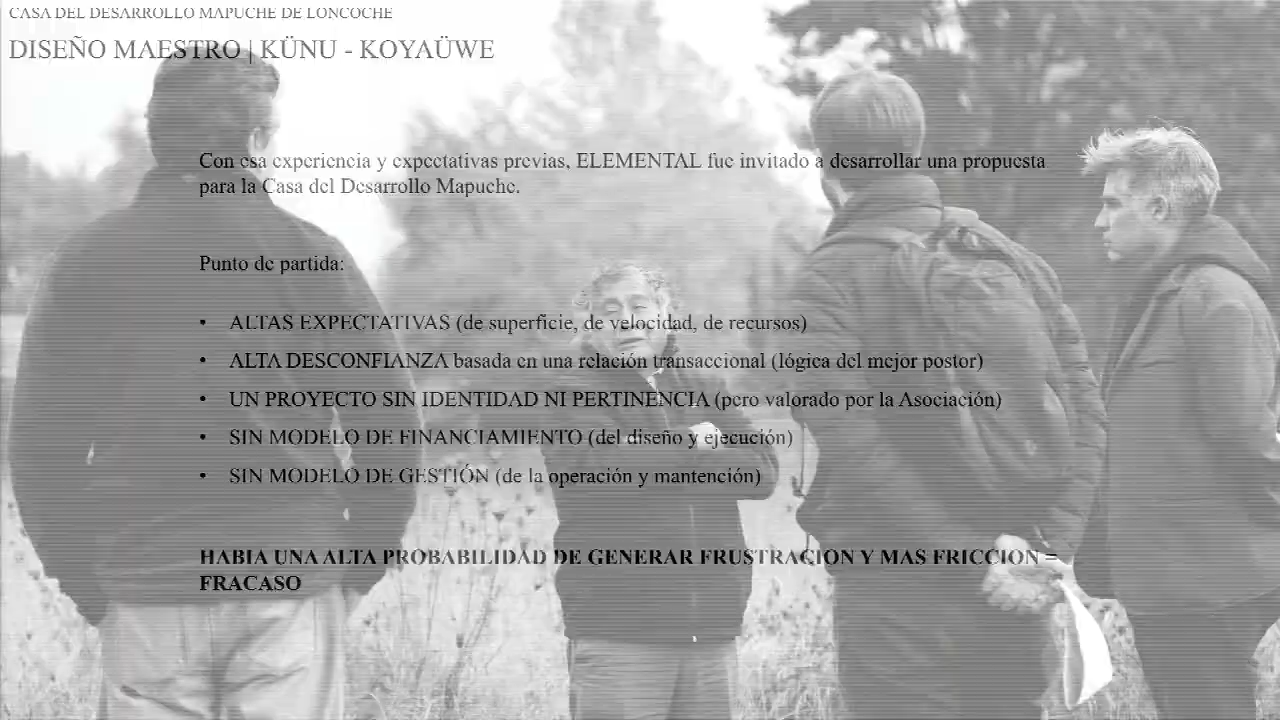 CASA DEL DESARROLLO MAPUCHE DE LONCOCHE
DISEÑO MAESTRO | KÜNU - KOYAÜWE
Con esa experiencia y expectativas previas, ELEMENTAL fue invitado a desarrollar una propuesta
para la Casa del Desarrollo Mapuche.
Punto de partida:
• ALTAS EXPECTATIVAS (de superficie, de velocidad, de recursos)
• ALTA DESCONFIANZA basada en una relación transaccional (lógica del mejor postor)
• UN PROYECTO SIN IDENTIDAD NI PERTINENCIA (pero valorado por la Asociación)
• SIN MODELO DE FINANCIAMIENTO (del diseño y ejecución)
• SIN MODELO DE GESTIÓN (de la operación y mantención)
HABIA UNA ALTA PROBABILIDAD DE GENERAR FRUSTRACION Y MAS FRICCION =
FRACASO